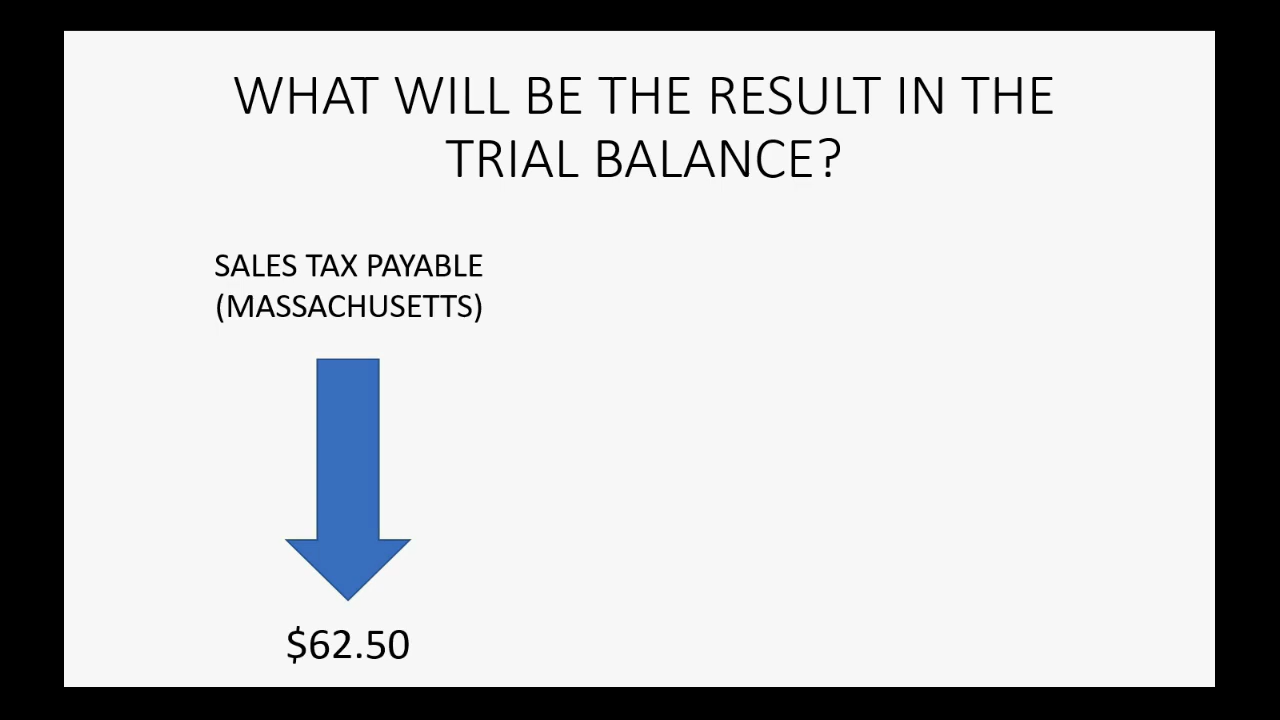 WHAT WILL BE THE RESULT IN THE
TRIAL BALANCE?
SALES TAX PAYABLE
(MASSACHUSETTS)
$62.50